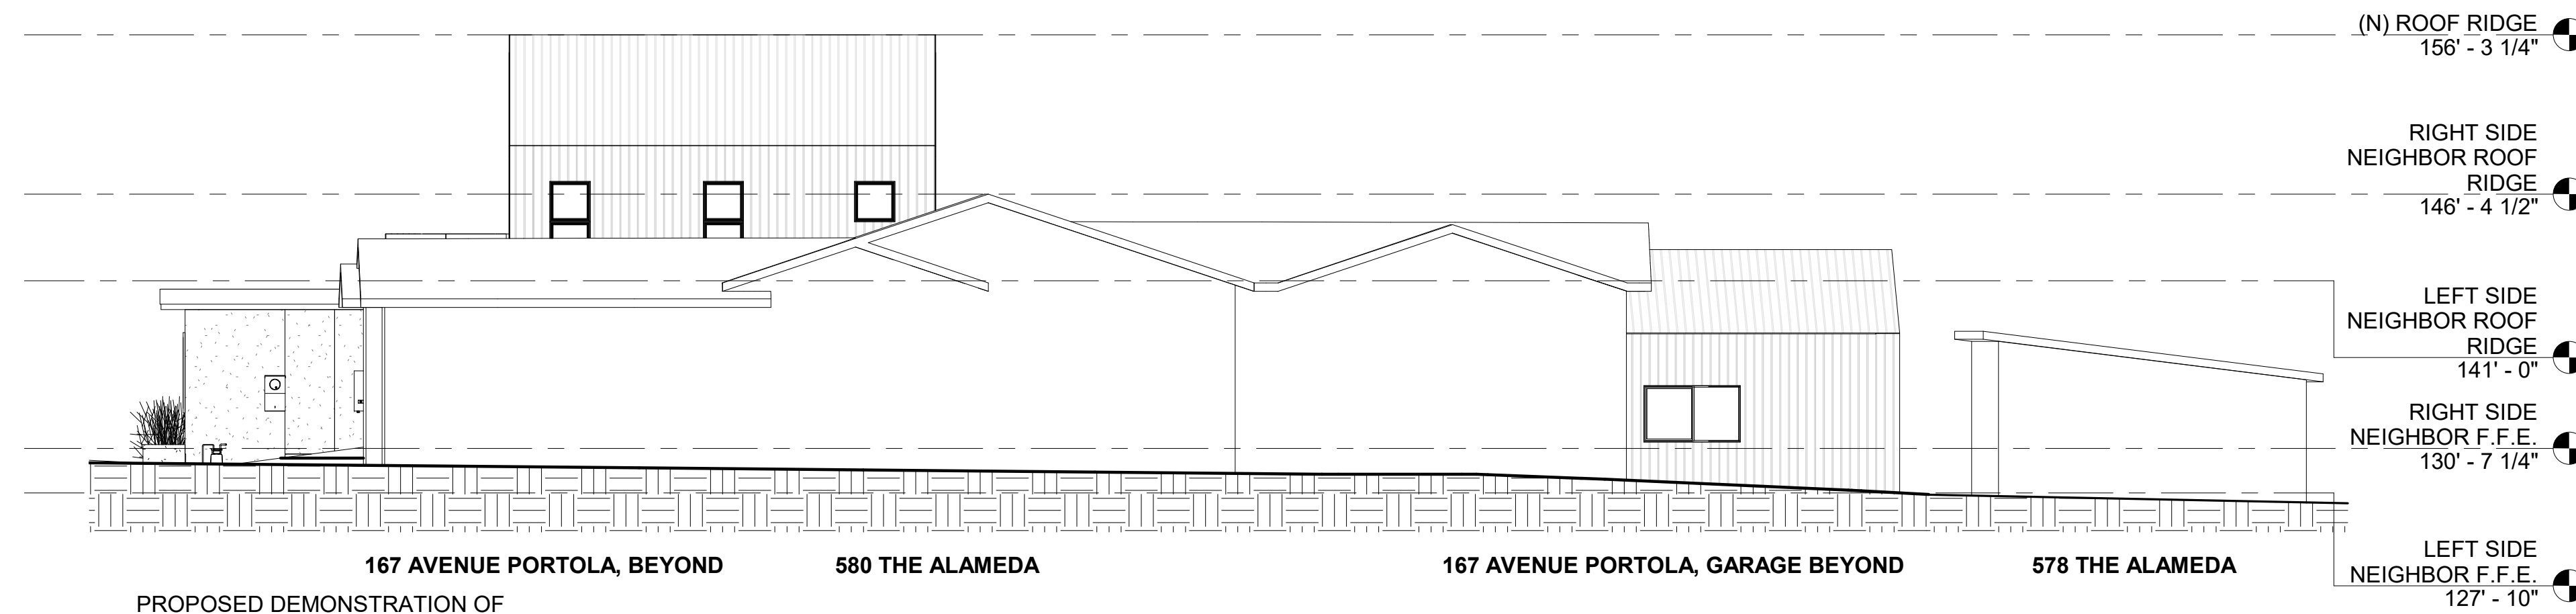 (N) ROOF RIDGE
156' - 3 1/4"
RIGHT SIDE
NEIGHBOR ROOF
RIDGE
146' - 4 1/2"
LEFT SIDE
NEIGHBOR ROOF
RIDGE
141' - 0"
RIGHT SIDE
NEIGHBOR F.F.E.
130' - 7 1/4"
LEFT SIDE
NEIGHBOR F.F.E.
127' - 10"
167 AVENUE PORTOLA, BEYOND
580 THE ALAMEDA
167 AVENUE PORTOLA, GARAGE BEYOND
578 THE ALAMEDA
PROPOSED DEMONSTRATION OF